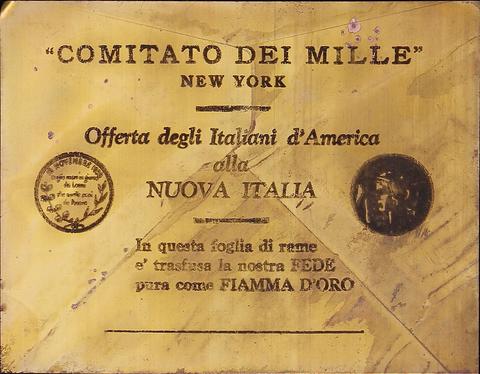 “COMITATO DEI MILLE”
NEW YORK
Offerta degli Italiani d'America
alla
NUOVA ITALIA
In questa foglia di rame
e' trasfusa la nostra FEDE
pura come FIAMMA D'ORO
NOVEMBRE